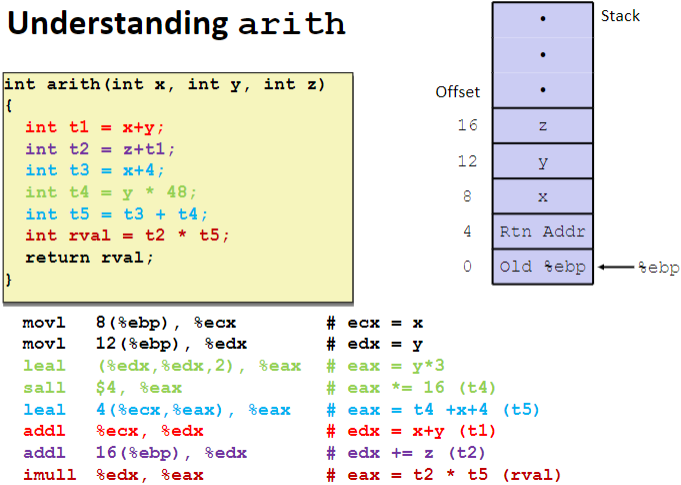 Understanding arith
int arith(int x, int y, int z)
{
  int t1 = x+y;
  int t2 = z+t1;
  int t3 = x+4;
  int t4 = y * 48;
  int t5 = t3 + t4;
  int rval = t2 * t5;
  return rval;
}
Stack
•
•
Offset •
16 z
12 y
8 x
4 Rtn Addr
0 Old %ebp %ebp
movl 8(%ebp), %ecx # ecx = x
movl 12(%ebp), %edx # edx = y
leal (%edx,%edx,2), %eax # eax = y*3
sall $4, %eax # eax *= 16 (t4)
leal 4(%ecx,%eax), %eax # eax = t4 +x+4 (t5)
addl %ecx, %edx # edx = x+y (t1)
addl 16(%ebp), %edx # edx += z (t2)
imull %edx, %eax # eax = t2 * t5 (rval)